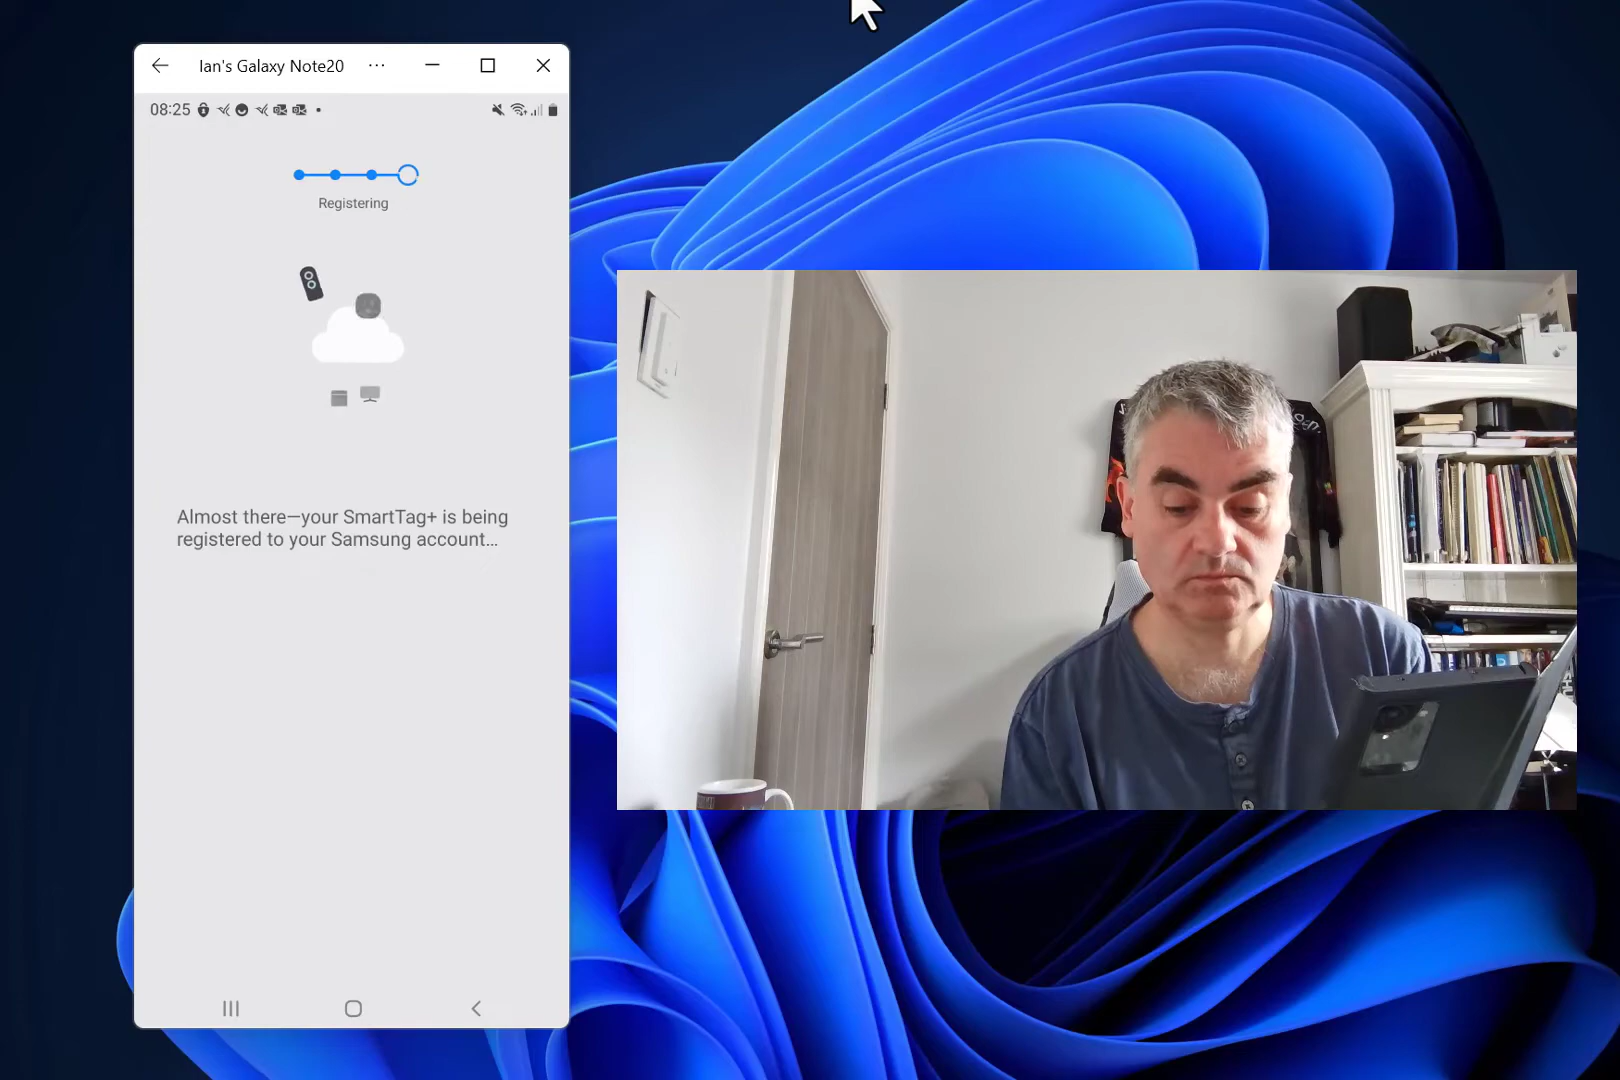 Ian's Galaxy Note20
08:25
Registering
Almost there—your SmartTag+ is being
registered to your Samsung account...